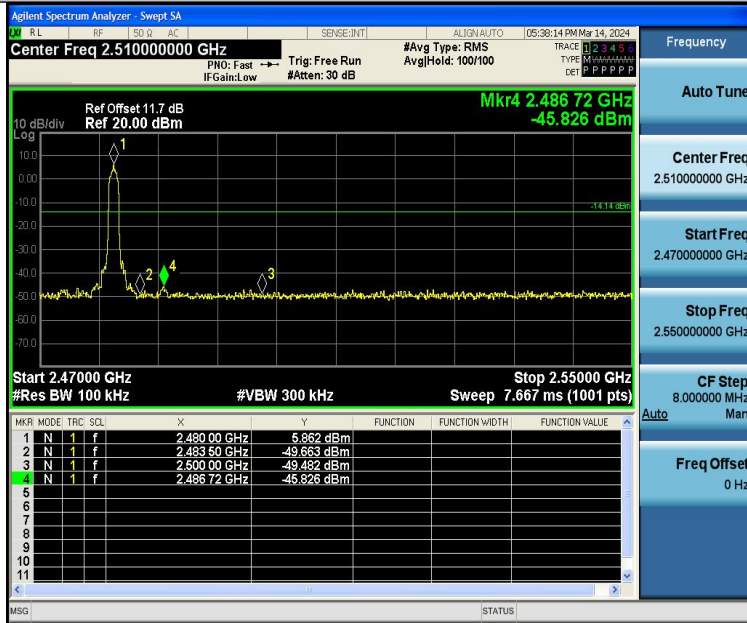 Agilent Spectrum Analyzer - Swept SA
LXI RL RF 50 Ω AC SENSE:INT ALIGN AUTO 05:38:14 PM Mar 14, 2024
Center Freq 2.510000000 GHz
PNO: Fast
IFGain:Low
Trig: Free Run
#Atten: 30 dB
#Avg Type: RMS
Avg|Hold: 100/100
TRACE 1 2 3 4 5 6
TYPE M WWWWW
DET P P P P P P
Frequency
Auto Tune
Center Freq
2.510000000 GHz
Start Freq
2.470000000 GHz
Stop Freq
2.550000000 GHz
CF Step
8.000000 MHz
Auto Man
Freq Offset
0 Hz
Mkr4 2.486 72 GHz
-45.826 dBm
Ref Offset 11.7 dB
10 dB/div Ref 20.00 dBm
Log
10.0
0.00
-10.0
-20.0
-30.0
-40.0
-50.0
-60.0
-70.0
-14.14 dBm
1
2
4
3
Start 2.47000 GHz Stop 2.55000 GHz
#Res BW 100 kHz #VBW 300 kHz Sweep 7.667 ms (1001 pts)
MKR MODE TRC SCL X Y FUNCTION FUNCTION WIDTH FUNCTION VALUE
1 N 1 f 2.480 00 GHz 5.862 dBm
2 N 1 f 2.483 50 GHz -49.663 dBm
3 N 1 f 2.500 00 GHz -49.482 dBm
4 N 1 f 2.486 72 GHz -45.826 dBm
5
6
7
8
9
10
11
MSG STATUS